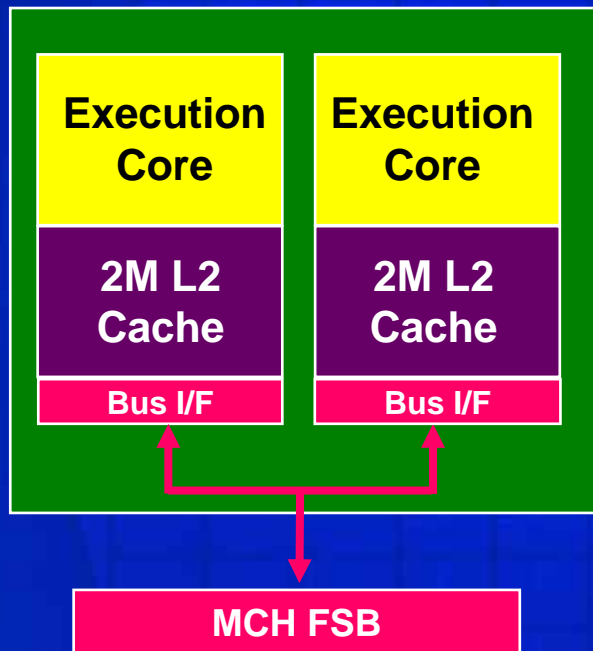 Execution
Core
2M L2
Cache
Bus I/F
Execution
Core
2M L2
Cache
Bus I/F
MCH FSB